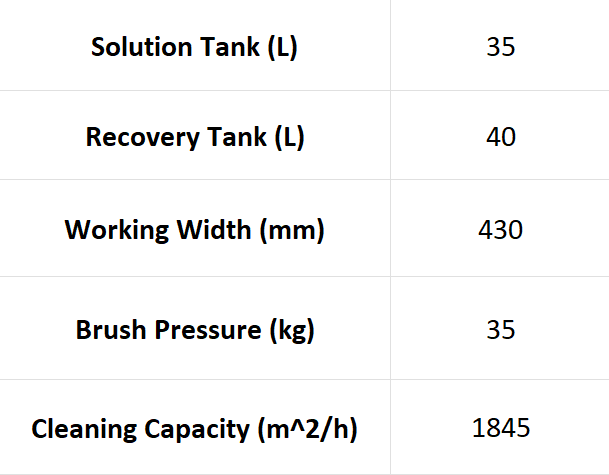 Solution Tank (L) 35
Recovery Tank (L) 40
Working Width (mm) 430
Brush Pressure (kg) 35
Cleaning Capacity (m^2/h) 1845